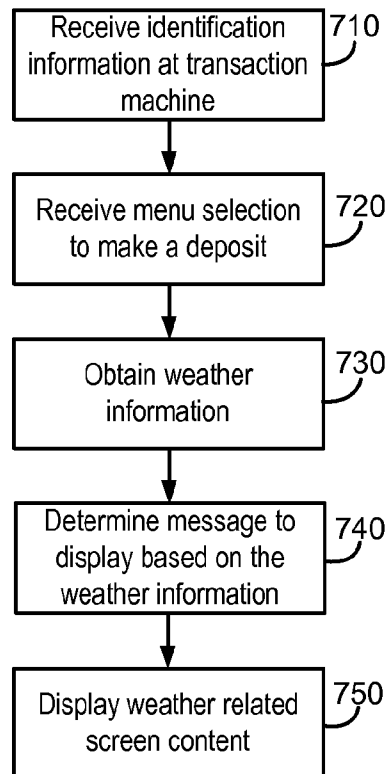 Receive identification
information at transaction
machine
710
Receive menu selection
to make a deposit
720
Obtain weather
information
730
Determine message to
display based on the
weather information
740
Display weather related
screen content
750